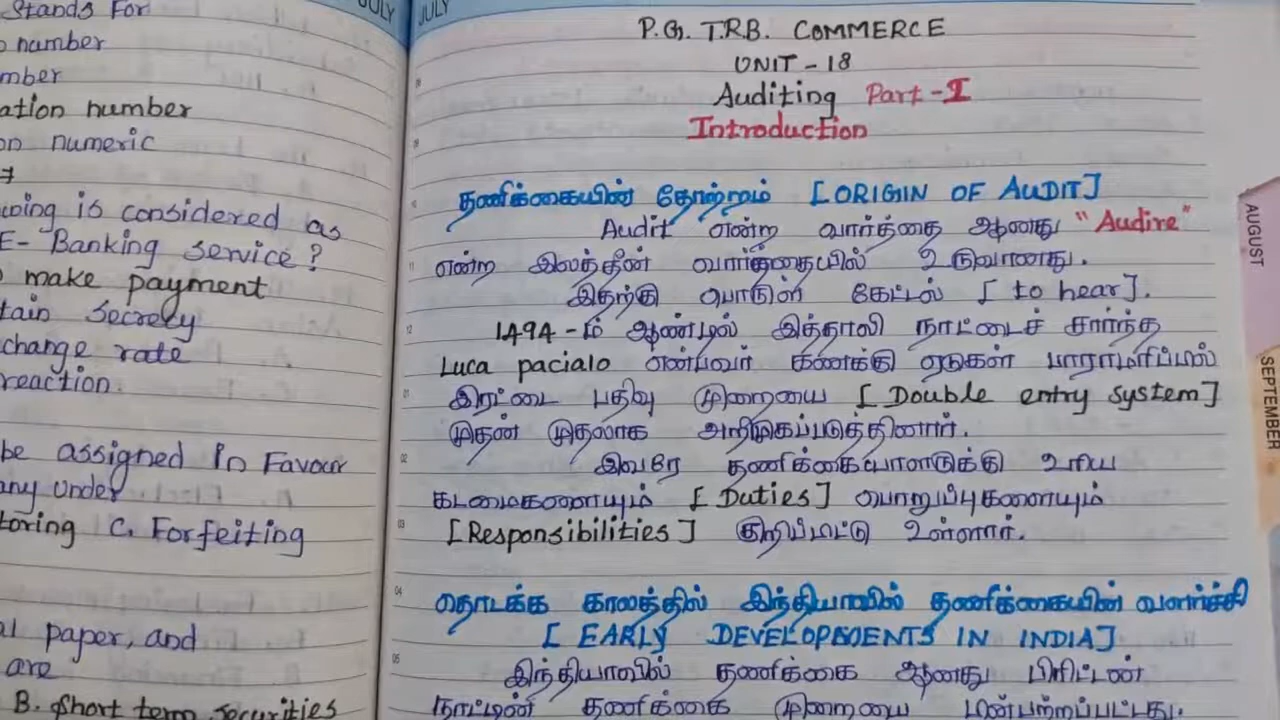 Stands For
number
mber
ation number
on numeric
wing is considered as
E- Banking service?
make payment
tain secrecy
change rate
reaction.
be assigned in Favour
any under
toring C. Forfeiting
al paper, and
are
B. Short term securities
JULY
JULY
P.G. T.R.B. COMMERCE
UNIT - 18
Auditing Part - I
Introduction
தணிக்கையின் தோற்றம் [ORIGIN OF AUDIT]
Audit என்ற வார்த்தை ஆனது "Audire"
என்ற இலத்தீன் வார்த்தையில் உருவானது.
இதற்கு பொருள் கேட்டல் [to hear].
1494 - ம் ஆண்டில் இத்தாலி நாட்டைச் சார்ந்த
Luca pacialo என்பவர் கணக்கு ஏடுகள் பாராமரிப்பில்
இரட்டை பதிவு முறையை [Double entry system]
முதன் முதலாக அறிமுகப்படுத்தினார்.
இவரே தணிக்கையாளருக்கு உரிய
கடமைகளையும் [Duties] பொறுப்புகளையும்
[Responsibilities] குறிப்பிட்டு உள்ளார்.
தொடக்க காலத்தில் இந்தியாவில் தணிக்கையின் வளர்ச்சி
[EARLY DEVELOPMENTS IN INDIA]
இந்தியாவில் தணிக்கை ஆனது பிரிட்டன்
நாட்டின் தணிக்கை முறையை பின்பற்றப்பட்டது.
AUGUST
SEPTEMBER